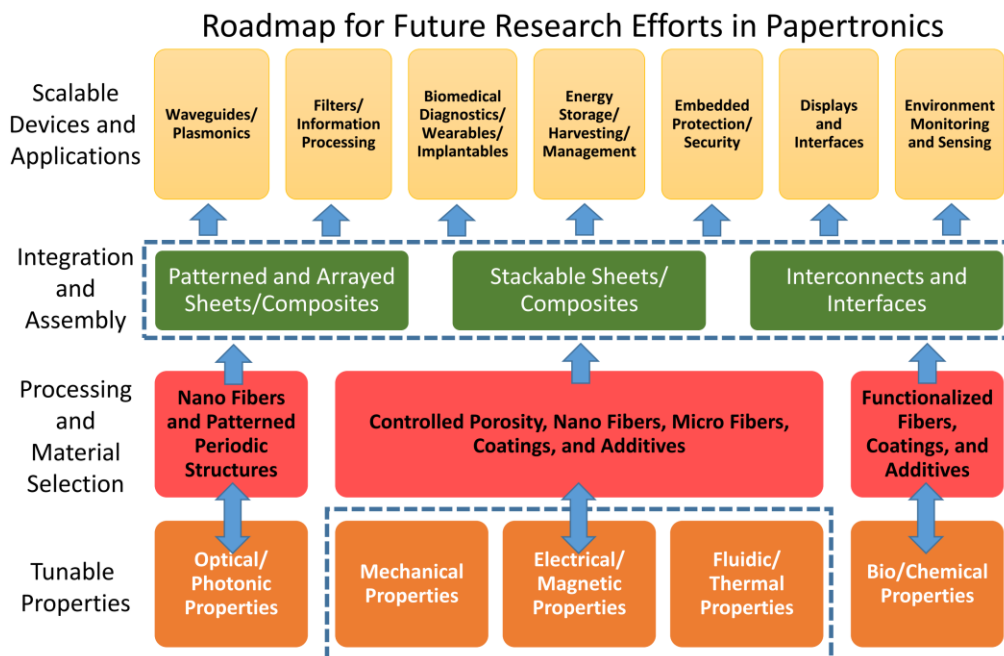 Roadmap for Future Research Efforts in Papertronics
Scalable
Devices and
Applications
Waveguides/
Plasmonics
Filters/
Information
Processing
Biomedical
Diagnostics/
Wearables/
Implantables
Energy
Storage/
Harvesting/
Management
Embedded
Protection/
Security
Displays
and
Interfaces
Environment
Monitoring
and Sensing
Integration
and
Assembly
Patterned and Arrayed
Sheets/Composites
Stackable Sheets/
Composites
Interconnects and
Interfaces
Processing
and
Material
Selection
Nano Fibers
and Patterned
Periodic
Structures
Controlled Porosity, Nano Fibers, Micro Fibers,
Coatings, and Additives
Functionalized
Fibers,
Coatings, and
Additives
Tunable
Properties
Optical/
Photonic
Properties
Mechanical
Properties
Electrical/
Magnetic
Properties
Fluidic/
Thermal
Properties
Bio/Chemical
Properties